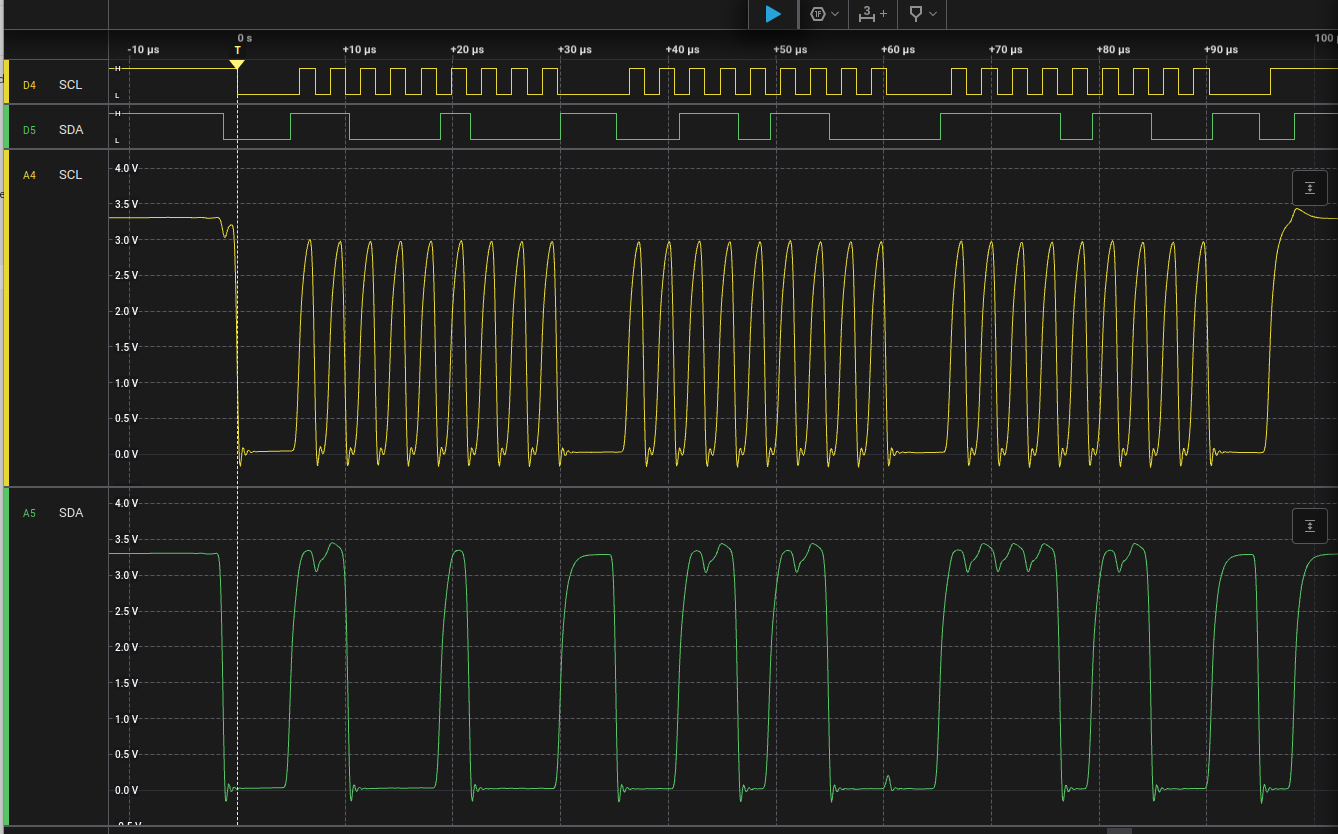 1F 3 +
0 s
-10 µs T +10 µs +20 µs +30 µs +40 µs +50 µs +60 µs +70 µs +80 µs +90 µs 100
D4 SCL H
L
D5 SDA H
L
A4 SCL
4.0 V
3.5 V
3.0 V
2.5 V
2.0 V
1.5 V
1.0 V
0.5 V
0.0 V
A5 SDA
4.0 V
3.5 V
3.0 V
2.5 V
2.0 V
1.5 V
1.0 V
0.5 V
0.0 V